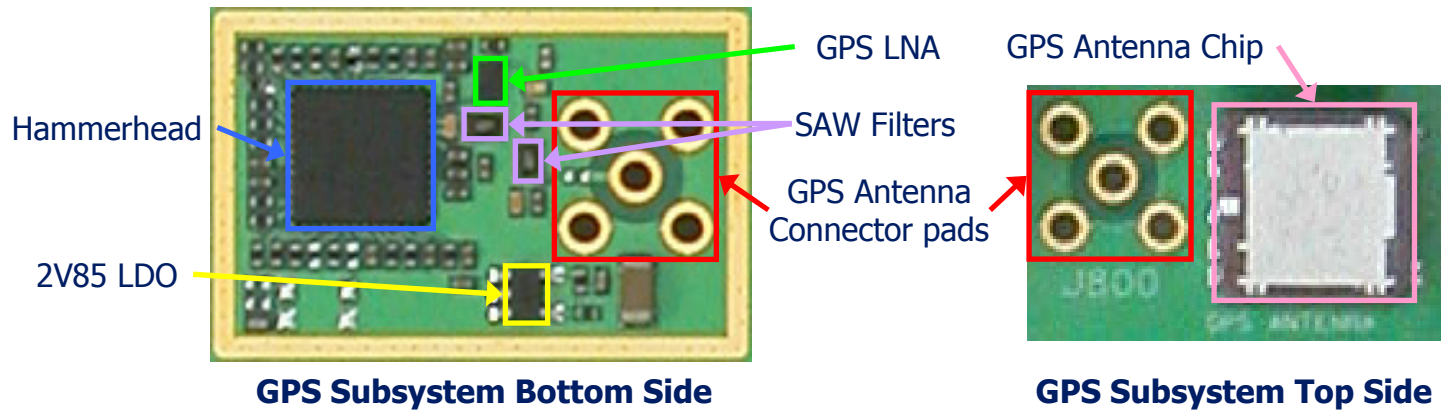 GPS LNA
GPS Antenna Chip
Hammerhead
SAW Filters
GPS Antenna
Connector pads
2V85 LDO
J800
GPS ANTENNA
GPS Subsystem Bottom Side
GPS Subsystem Top Side